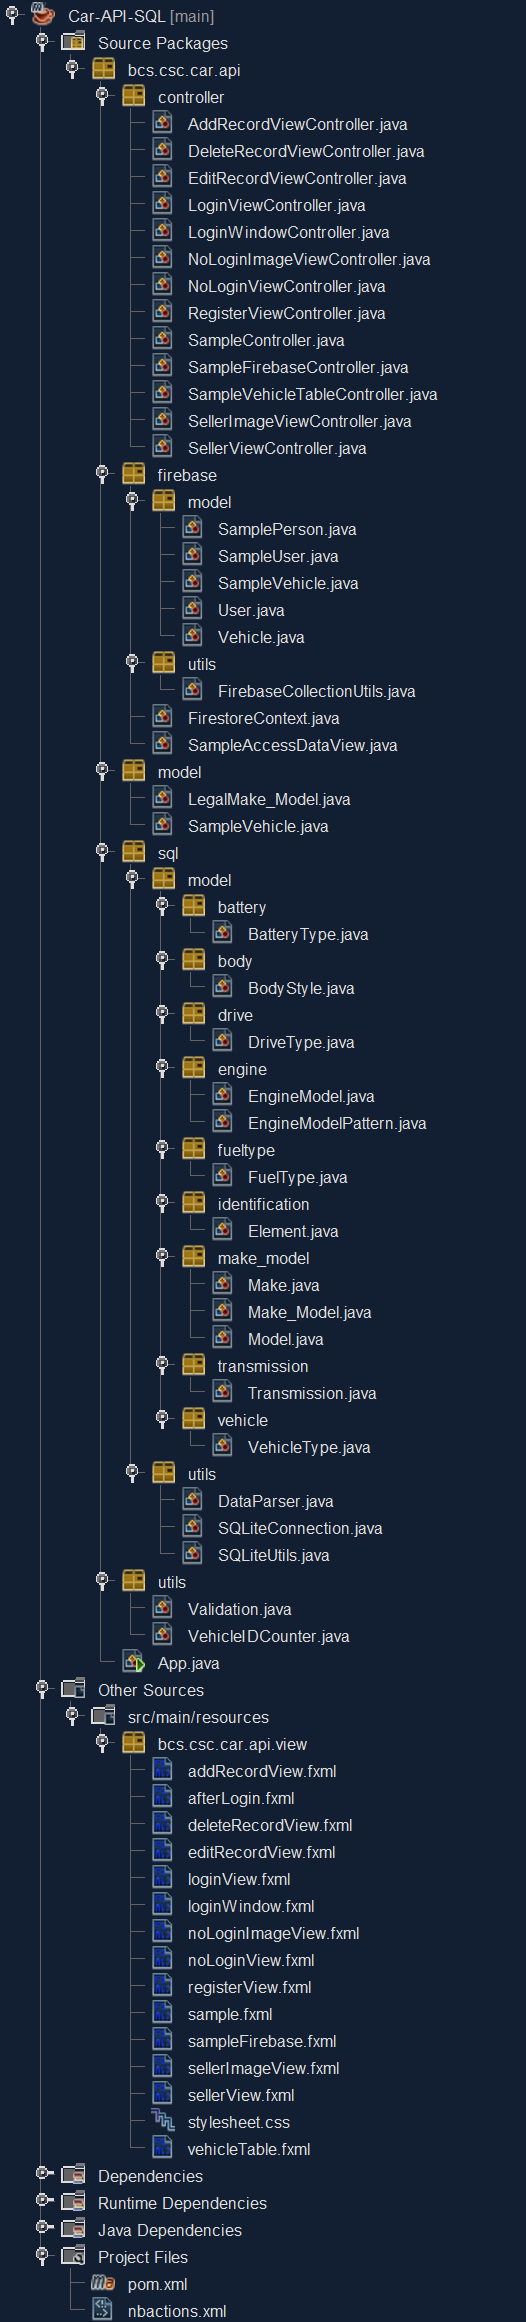 Car-API-SQL [main]
Source Packages
bcs.csc.car.api
controller
AddRecordViewController.java
DeleteRecordViewController.java
EditRecordViewController.java
LoginViewController.java
LoginWindowController.java
NoLoginImageViewController.java
NoLoginViewController.java
RegisterViewController.java
SampleController.java
SampleFirebaseController.java
SampleVehicleTableController.java
SellerImageViewController.java
SellerViewController.java
firebase
model
SamplePerson.java
SampleUser.java
SampleVehicle.java
User.java
Vehicle.java
utils
FirebaseCollectionUtils.java
FirestoreContext.java
SampleAccessDataView.java
model
LegalMake_Model.java
SampleVehicle.java
sql
model
battery
BatteryType.java
body
BodyStyle.java
drive
DriveType.java
engine
EngineModel.java
EngineModelPattern.java
fueltype
FuelType.java
identification
Element.java
make_model
Make.java
Make_Model.java
Model.java
transmission
Transmission.java
vehicle
VehicleType.java
utils
DataParser.java
SQLiteConnection.java
SQLiteUtils.java
utils
Validation.java
VehicleIDCounter.java
App.java
Other Sources
src/main/resources
bcs.csc.car.api.view
addRecordView.fxml
afterLogin.fxml
deleteRecordView.fxml
editRecordView.fxml
loginView.fxml
loginWindow.fxml
noLoginImageView.fxml
noLoginView.fxml
registerView.fxml
sample.fxml
sampleFirebase.fxml
sellerImageView.fxml
sellerView.fxml
stylesheet.css
vehicleTable.fxml
Dependencies
Runtime Dependencies
Java Dependencies
Project Files
pom.xml
nbactions.xml